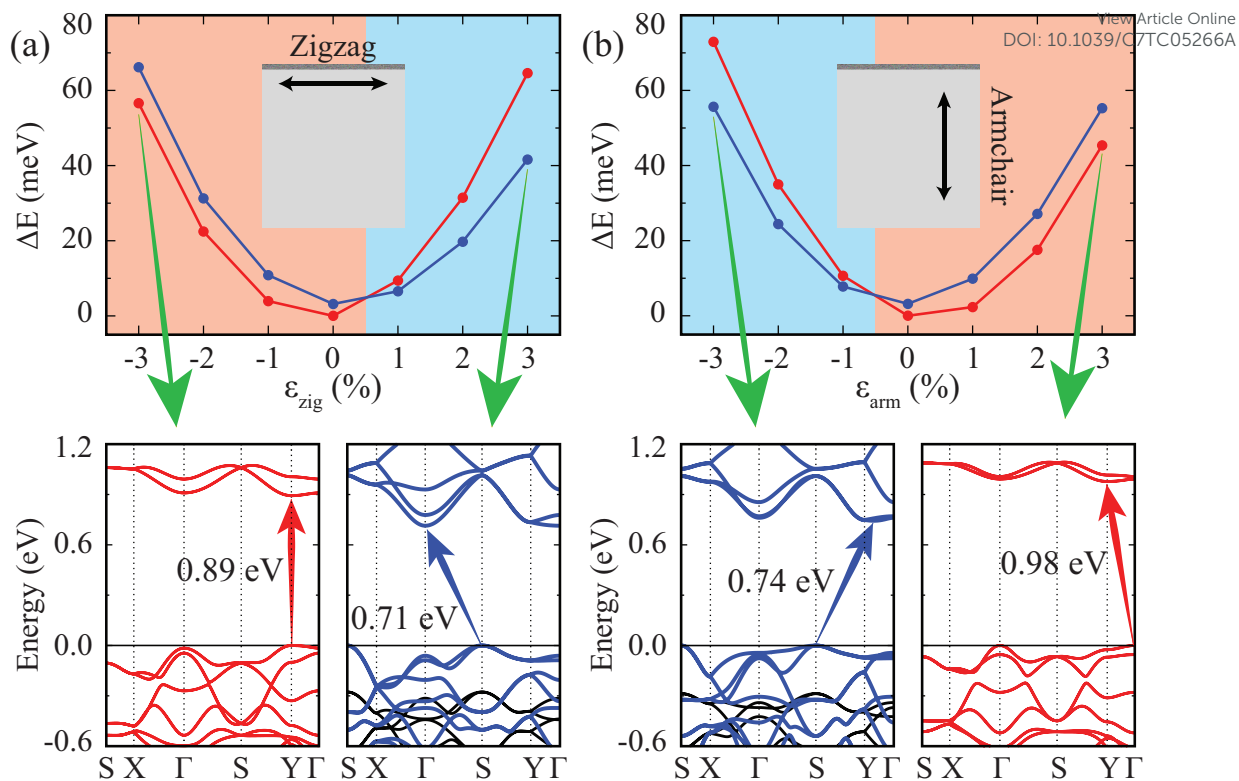 View Article Online
DOI: 10.1039/C7TC05266A
(a)
80
60
40
20
0
ΔE (meV)
Zigzag
-3 -2 -1 0 1 2 3
ε_zig (%)
(b)
80
60
40
20
0
ΔE (meV)
Armchair
-3 -2 -1 0 1 2 3
ε_arm (%)
1.2
0.6
0.0
-0.6
Energy (eV)
0.89 eV
S X Γ S Y Γ
0.71 eV
S X Γ S Y Γ
1.2
0.6
0.0
-0.6
Energy (eV)
0.74 eV
S X Γ S Y Γ
0.98 eV
S X Γ S Y Γ